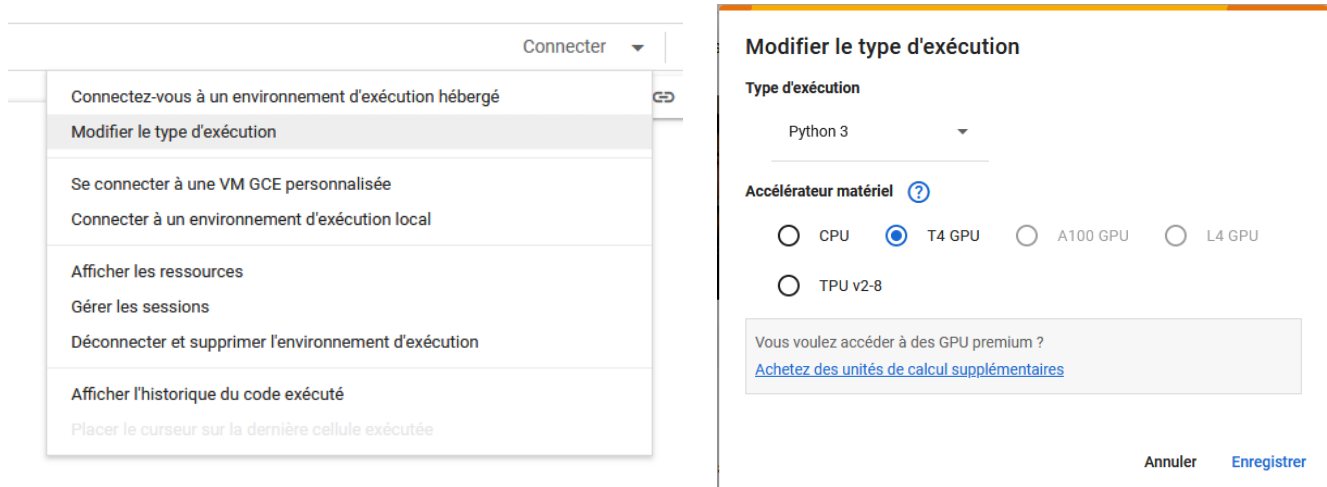 Connecter
Connectez-vous à un environnement d'exécution hébergé
Modifier le type d'exécution
Se connecter à une VM GCE personnalisée
Connecter à un environnement d'exécution local
Afficher les ressources
Gérer les sessions
Déconnecter et supprimer l'environnement d'exécution
Afficher l'historique du code exécuté
Placer le curseur sur la dernière cellule exécutée
Modifier le type d'exécution
Type d'exécution
Python 3
Accélérateur matériel ?
CPU T4 GPU A100 GPU L4 GPU
TPU v2-8
Vous voulez accéder à des GPU premium ?
Achetez des unités de calcul supplémentaires
Annuler Enregistrer